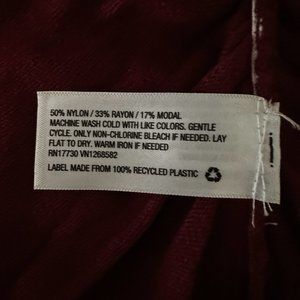 50% NYLON / 33% RAYON / 17% MODAL
MACHINE WASH COLD WITH LIKE COLORS. GENTLE
CYCLE. ONLY NON-CHLORINE BLEACH IF NEEDED. LAY
FLAT TO DRY. WARM IRON IF NEEDED
RN17730 VN1268582
LABEL MADE FROM 100% RECYCLED PLASTIC